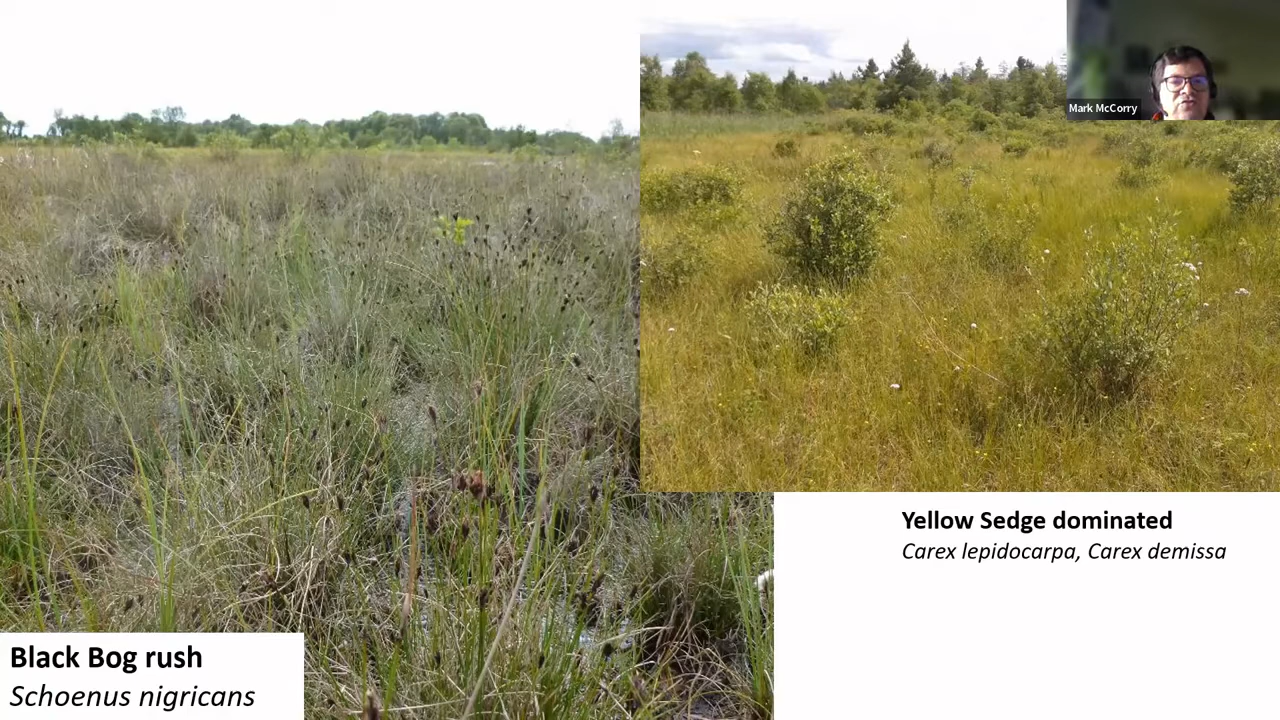 Mark McCorry
Yellow Sedge dominated
Carex lepidocarpa, Carex demissa
Black Bog rush
Schoenus nigricans